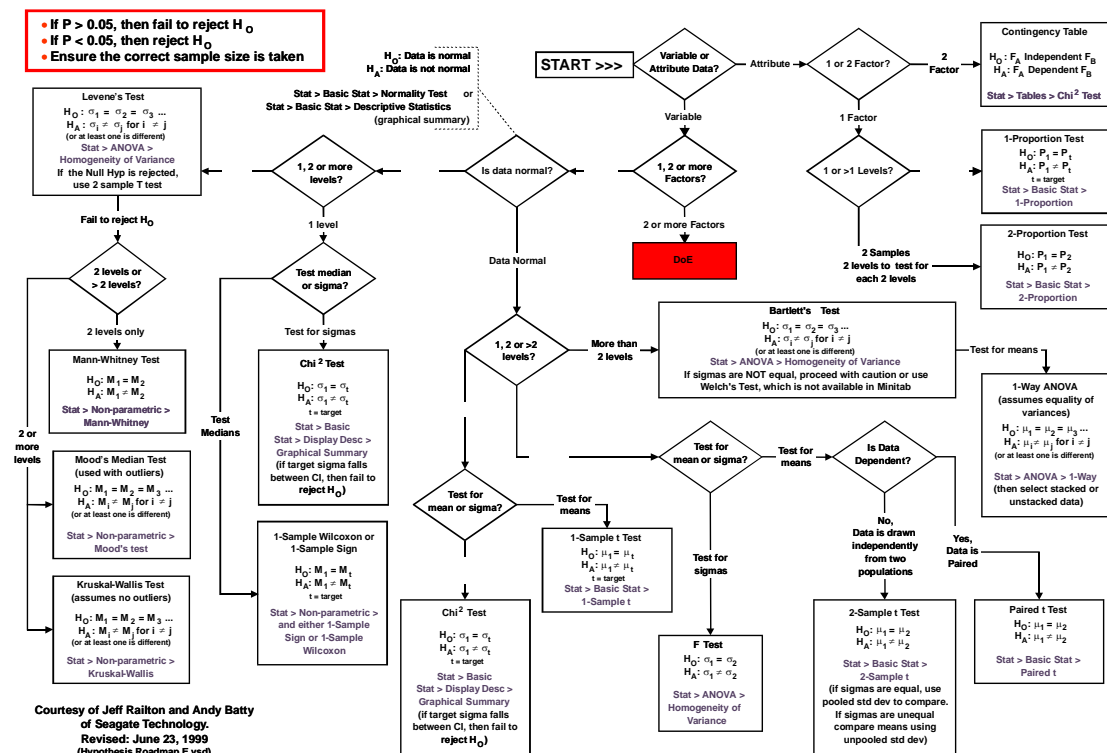 • If P > 0.05, then fail to reject HO
• If P < 0.05, then reject HO
• Ensure the correct sample size is taken
HO: Data is normal
HA: Data is not normal
Stat > Basic Stat > Normality Test or
Stat > Basic Stat > Descriptive Statistics
(graphical summary)
START >>>
Variable or
Attribute Data?
Attribute
1 or 2 Factor?
2
Factor
Contingency Table
HO: FA Independent FB
HA: FA Dependent FB
Stat > Tables > Chi2 Test
Levene's Test
HO: σ1 = σ2 = σ3 ...
HA: σi ≠ σj for i ≠ j
(or at least one is different)
Stat > ANOVA >
Homogeneity of Variance
If the Null Hyp is rejected,
use 2 sample T test
1, 2 or more
levels?
Is data normal?
Variable
1, 2 or more
Factors?
1 Factor
1 or >1 Levels?
1-Proportion Test
HO: P1 = Pt
HA: P1 ≠ Pt
t = target
Stat > Basic Stat >
1-Proportion
Fail to reject HO
1 level
Data Normal
2 or more Factors
DoE
2 Samples
2 levels to test for
each 2 levels
2-Proportion Test
HO: P1 = P2
HA: P1 ≠ P2
Stat > Basic Stat >
2-Proportion
2 levels or
> 2 levels?
Test median
or sigma?
2 levels only
Test for sigmas
Mann-Whitney Test
HO: M1 = M2
HA: M1 ≠ M2
Stat > Non-parametric >
Mann-Whitney
Chi 2 Test
HO: σ1 = σt
HA: σ1 ≠ σt
t = target
Stat > Basic
Stat > Display Desc >
Graphical Summary
(if target sigma falls
between CI, then fail to
reject HO)
1, 2 or >2
levels?
More than
2 levels
Bartlett's Test
HO: σ1 = σ2 = σ3 ...
HA: σi ≠ σj for i ≠ j
(or at least one is different)
Stat > ANOVA > Homogeneity of Variance
If sigmas are NOT equal, proceed with caution or use
Welch's Test, which is not available in Minitab
Test for means
1-Way ANOVA
(assumes equality of
variances)
HO: μ1 = μ2 = μ3 ...
HA: μi ≠ μj for i ≠ j
(or at least one is different)
Stat > ANOVA > 1-Way
(then select stacked or
unstacked data)
2 or
more
levels
Test
Medians
Mood's Median Test
(used with outliers)
HO: M1 = M2 = M3 ...
HA: Mi ≠ Mj for i ≠ j
(or at least one is different)
Stat > Non-parametric >
Mood's test
Test for
mean or sigma?
Test for
means
Is Data
Dependent?
Test for
mean or sigma?
Test for
means
1-Sample t Test
HO: μ1 = μt
HA: μ1 ≠ μt
t = target
Stat > Basic Stat >
1-Sample t
Test for
sigmas
No,
Data is drawn
independently
from two
populations
Yes,
Data is
Paired
1-Sample Wilcoxon or
1-Sample Sign
HO: M1 = Mt
HA: M1 ≠ Mt
t = target
Stat > Non-parametric >
and either 1-Sample
Sign or 1-Sample
Wilcoxon
Kruskal-Wallis Test
(assumes no outliers)
HO: M1 = M2 = M3 ...
HA: Mi ≠ Mj for i ≠ j
(or at least one is different)
Stat > Non-parametric >
Kruskal-Wallis
Chi2 Test
HO: σ1 = σt
HA: σ1 ≠ σt
t = target
Stat > Basic
Stat > Display Desc >
Graphical Summary
(if target sigma falls
between CI, then fail to
reject HO)
F Test
HO: σ1 = σ2
HA: σ1 ≠ σ2
Stat > ANOVA >
Homogeneity of
Variance
2-Sample t Test
HO: μ1 = μ2
HA: μ1 ≠ μ2
Stat > Basic Stat >
2-Sample t
(if sigmas are equal, use
pooled std dev to compare.
If sigmas are unequal
compare means using
unpooled std dev)
Paired t Test
HO: μ1 = μ2
HA: μ1 ≠ μ2
Stat > Basic Stat >
Paired t
Courtesy of Jeff Railton and Andy Batty
of Seagate Technology.
Revised: June 23, 1999
(Hypothesis Roadmap F.vsd)